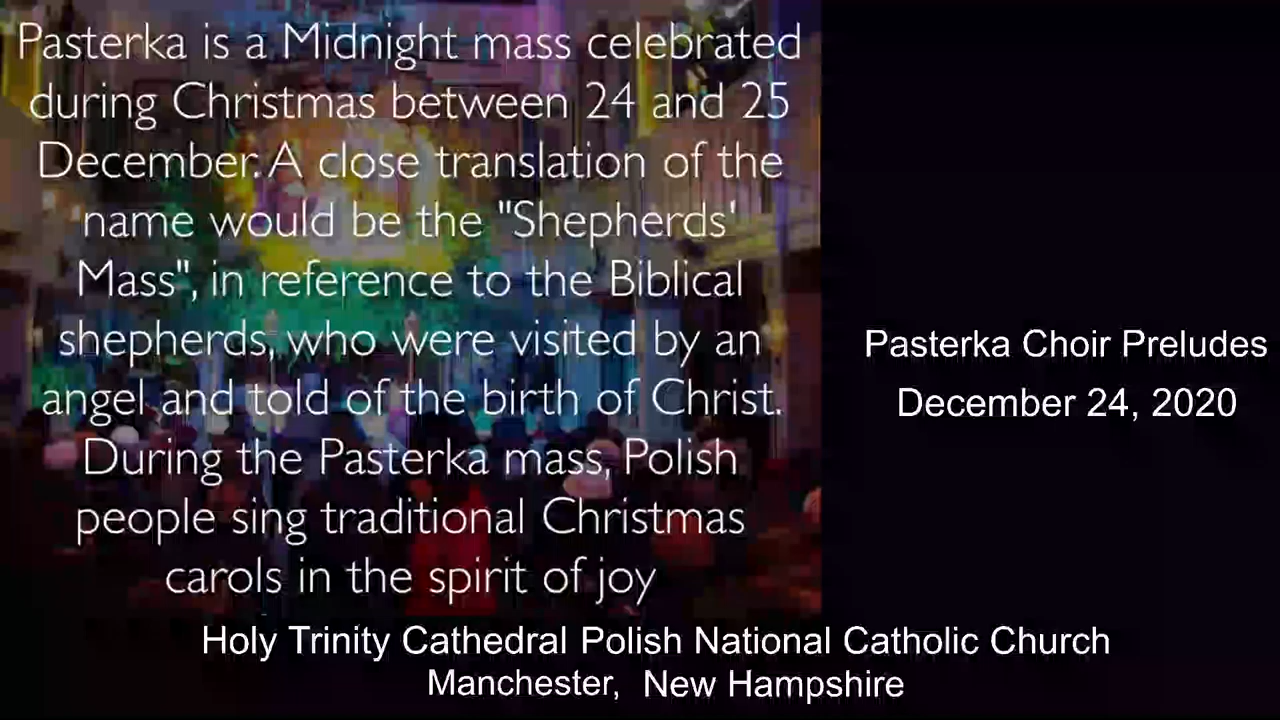 Pasterka is a Midnight mass celebrated
during Christmas between 24 and 25
December. A close translation of the
name would be the "Shepherds'
Mass", in reference to the Biblical
shepherds, who were visited by an
angel and told of the birth of Christ.
During the Pasterka mass, Polish
people sing traditional Christmas
carols in the spirit of joy
Pasterka Choir Preludes
December 24, 2020
Holy Trinity Cathedral Polish National Catholic Church
Manchester, New Hampshire